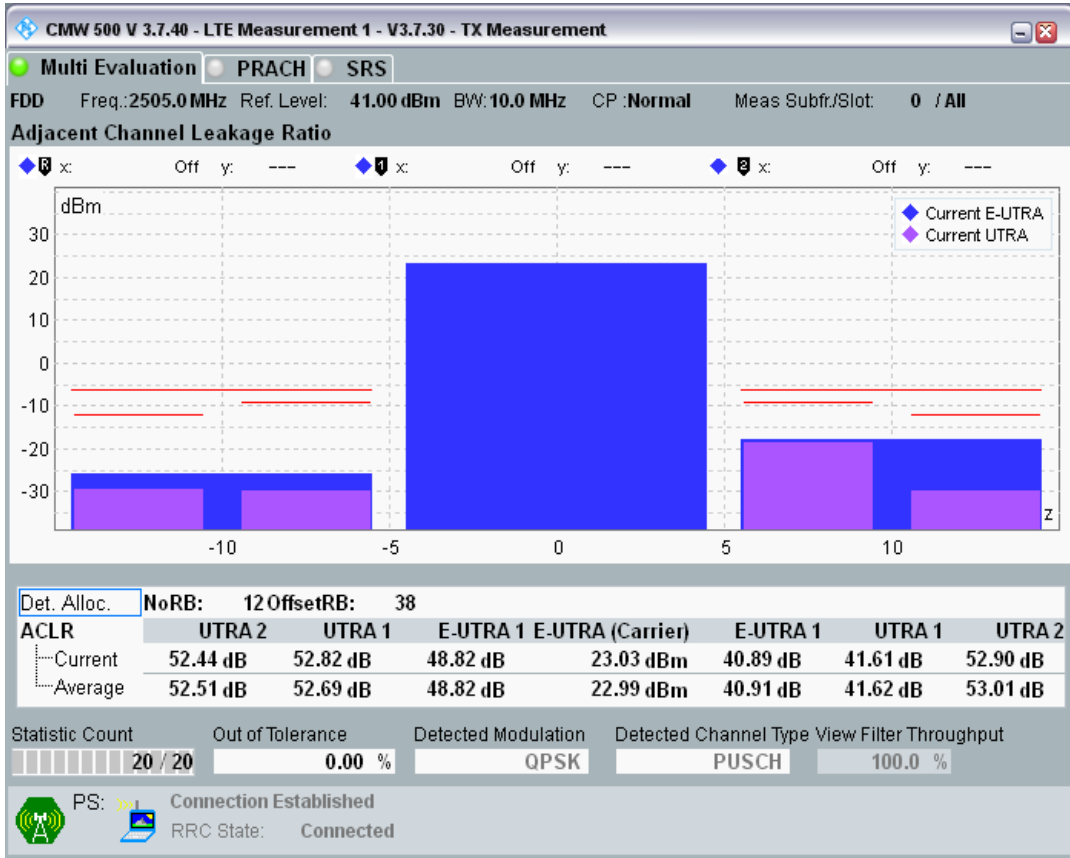 CMW 500 V 3.7.40 - LTE Measurement 1 - V3.7.30 - TX Measurement
Multi Evaluation PRACH SRS
FDD Freq.:2505.0 MHz Ref. Level: 41.00 dBm BW:10.0 MHz CP :Normal Meas Subfr./Slot: 0 / All
Adjacent Channel Leakage Ratio
R x: Off y: --- 1 x: Off y: --- 2 x: Off y: ---
dBm
Current E-UTRA
Current UTRA
30
20
10
0
-10
-20
-30
z
-10 -5 0 5 10
Det. Alloc. NoRB: 12 OffsetRB: 38
ACLR UTRA 2 UTRA 1 E-UTRA 1 E-UTRA (Carrier) E-UTRA 1 UTRA 1 UTRA 2
Current 52.44 dB 52.82 dB 48.82 dB 23.03 dBm 40.89 dB 41.61 dB 52.90 dB
Average 52.51 dB 52.69 dB 48.82 dB 22.99 dBm 40.91 dB 41.62 dB 53.01 dB
Statistic Count Out of Tolerance Detected Modulation Detected Channel Type View Filter Throughput
20 / 20 0.00 % QPSK PUSCH 100.0 %
PS: Connection Established
RRC State: Connected